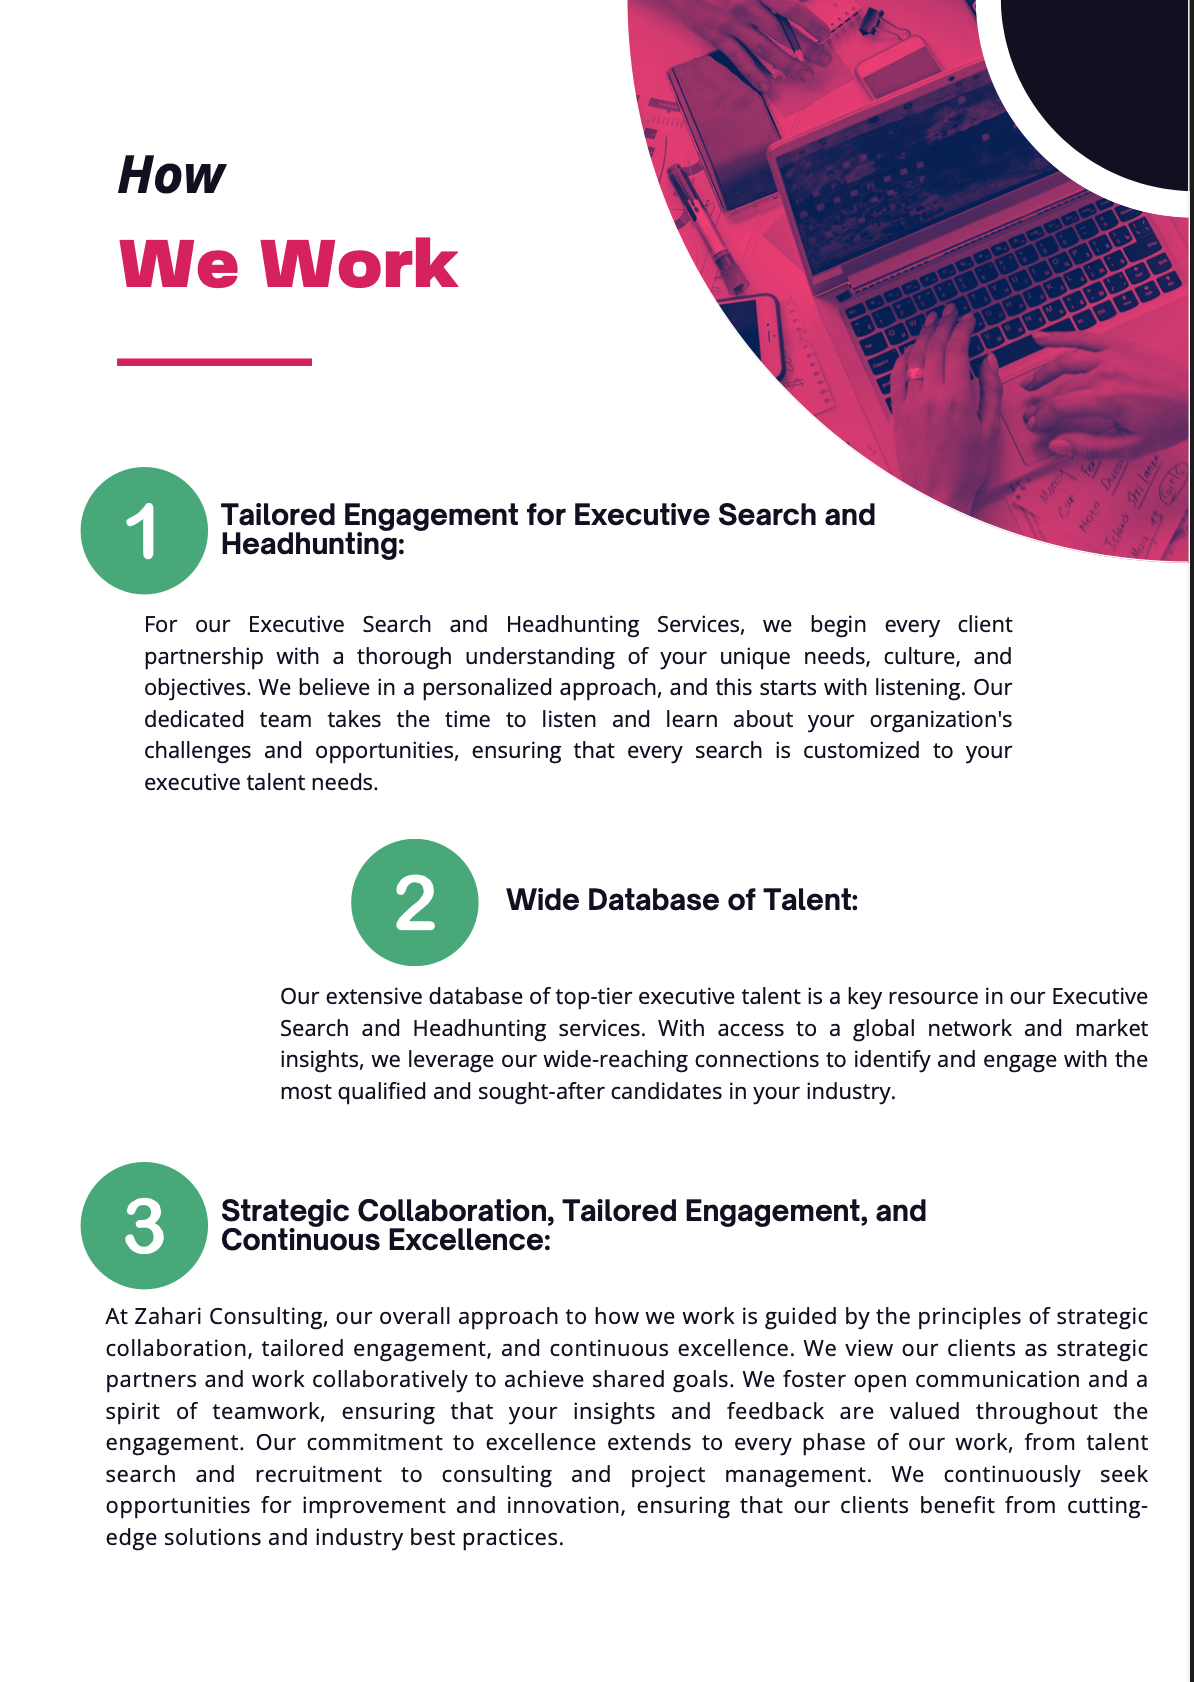 How
We Work
1
Tailored Engagement for Executive Search and
Headhunting:
For our Executive Search and Headhunting Services, we begin every client
partnership with a thorough understanding of your unique needs, culture, and
objectives. We believe in a personalized approach, and this starts with listening. Our
dedicated team takes the time to listen and learn about your organization's
challenges and opportunities, ensuring that every search is customized to your
executive talent needs.
2
Wide Database of Talent:
Our extensive database of top-tier executive talent is a key resource in our Executive
Search and Headhunting services. With access to a global network and market
insights, we leverage our wide-reaching connections to identify and engage with the
most qualified and sought-after candidates in your industry.
3
Strategic Collaboration, Tailored Engagement, and
Continuous Excellence:
At Zahari Consulting, our overall approach to how we work is guided by the principles of strategic
collaboration, tailored engagement, and continuous excellence. We view our clients as strategic
partners and work collaboratively to achieve shared goals. We foster open communication and a
spirit of teamwork, ensuring that your insights and feedback are valued throughout the
engagement. Our commitment to excellence extends to every phase of our work, from talent
search and recruitment to consulting and project management. We continuously seek
opportunities for improvement and innovation, ensuring that our clients benefit from cutting-
edge solutions and industry best practices.